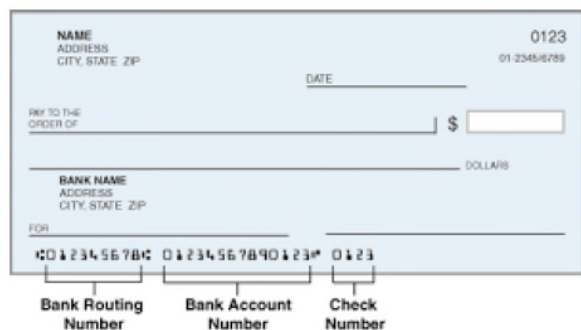 NAME
ADDRESS
CITY, STATE ZIP
0123
01-2345/6789
DATE
PAY TO THE
ORDER OF
$
DOLLARS
BANK NAME
ADDRESS
CITY, STATE ZIP
FOR
⑆012345678⑆ 01234567890123⑈ 0123
Bank Routing
Number
Bank Account
Number
Check
Number